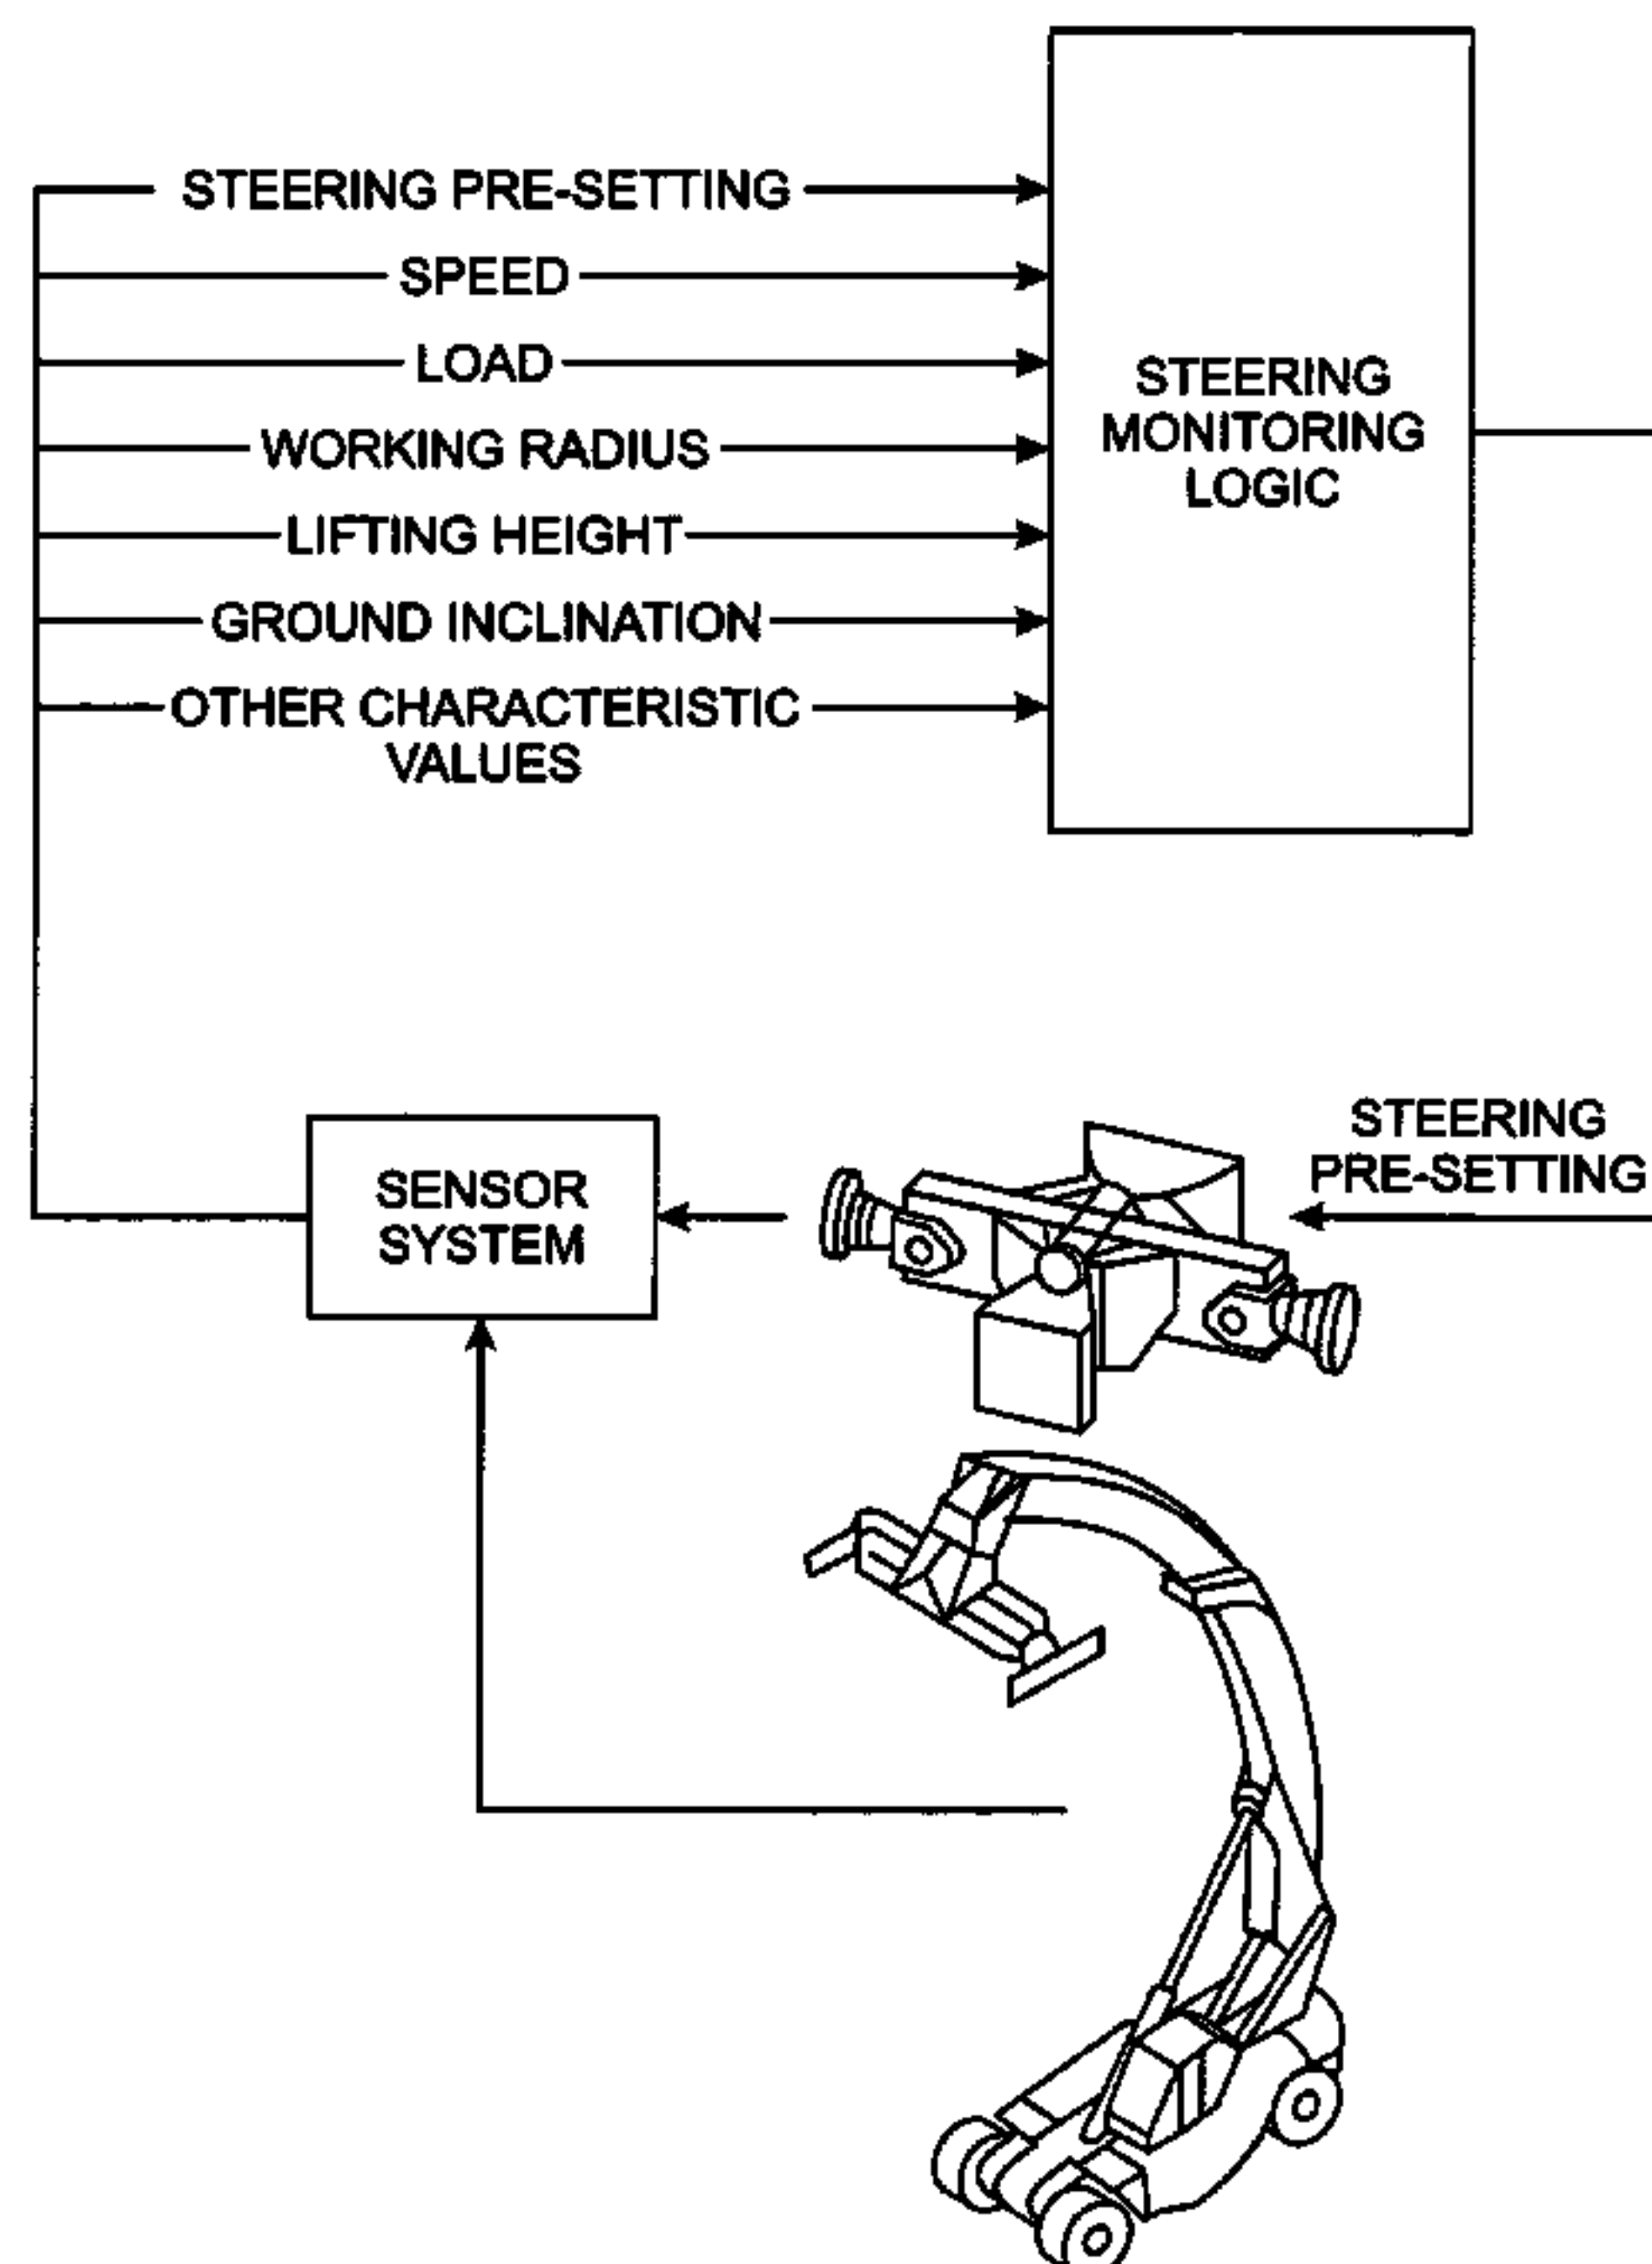 STEERING PRE-SETTING
SPEED
LOAD
WORKING RADIUS
LIFTING HEIGHT
GROUND INCLINATION
OTHER CHARACTERISTIC
VALUES
STEERING
MONITORING
LOGIC
SENSOR
SYSTEM
STEERING
PRE-SETTING